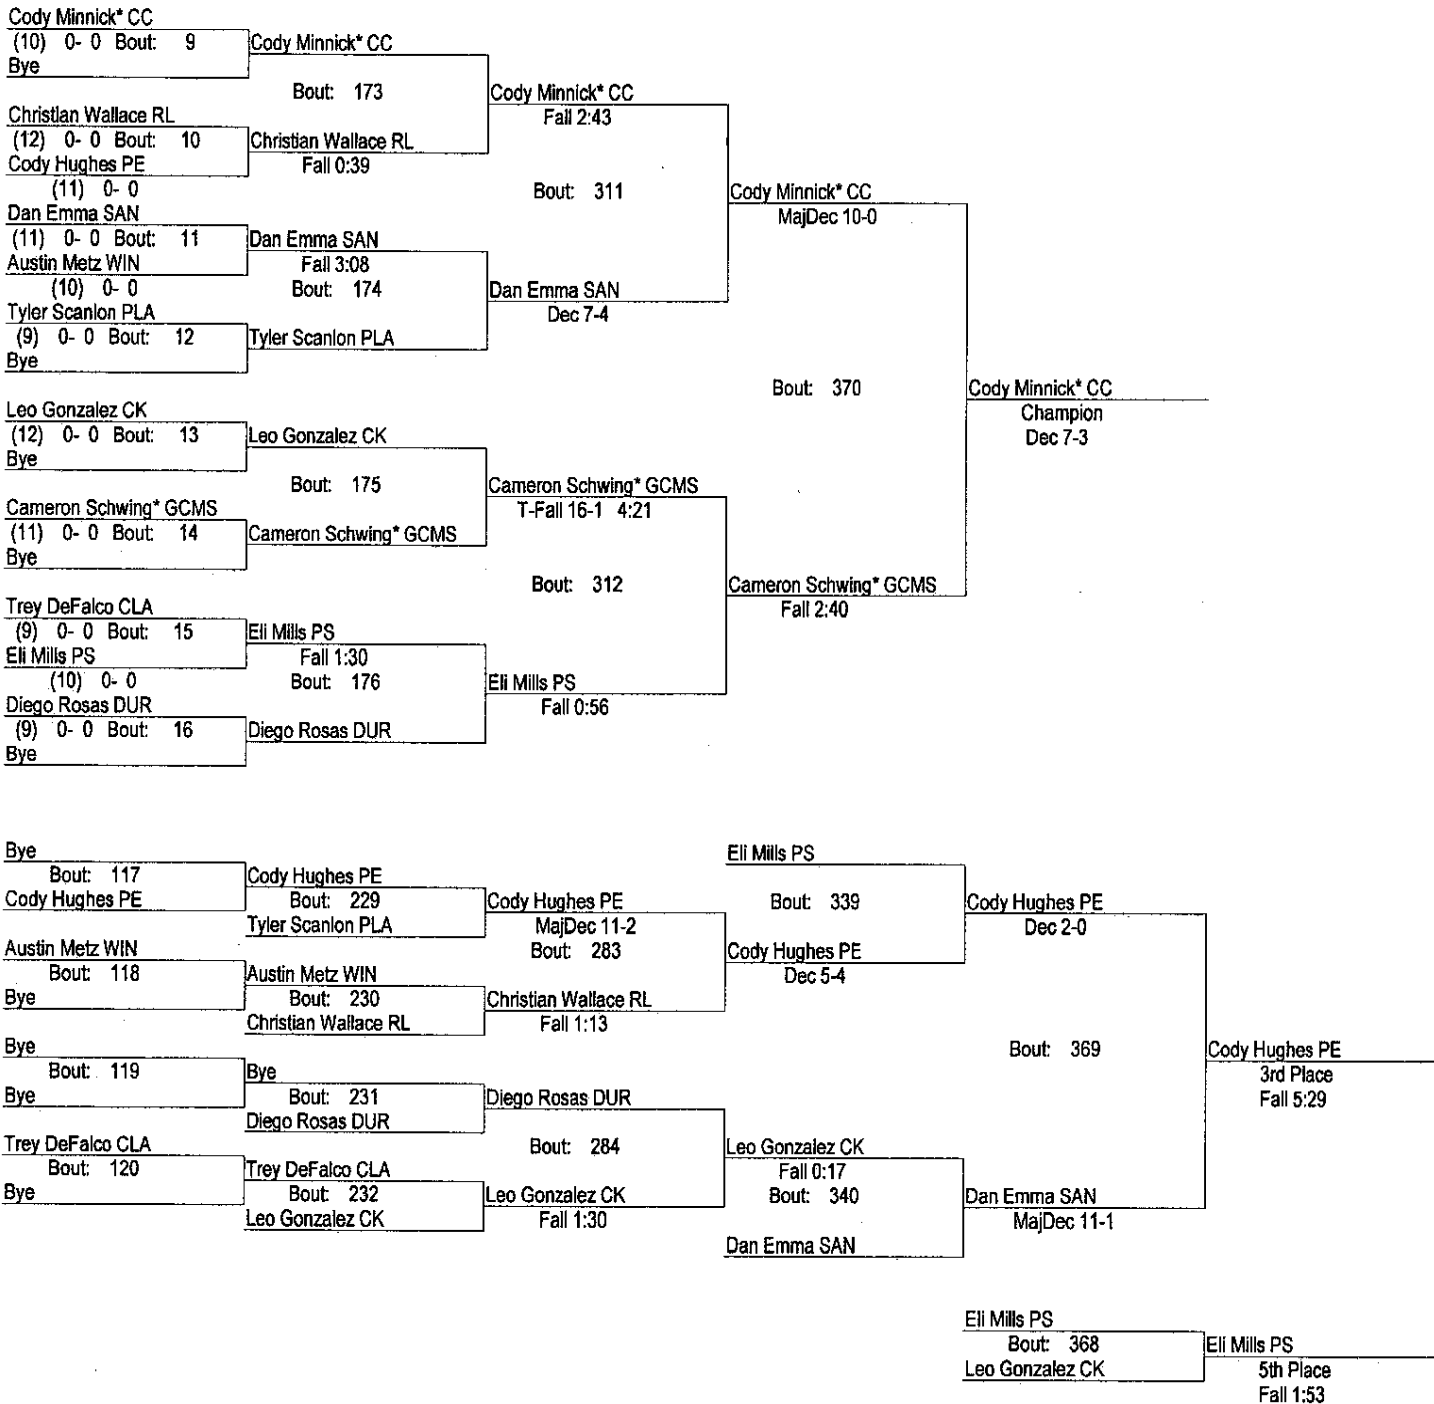 Cody Minnick* CC
(10) 0- 0 Bout: 9
Bye
Cody Minnick* CC
Bout: 173
Christian Wallace RL
(12) 0- 0 Bout: 10
Cody Hughes PE
(11) 0- 0
Christian Wallace RL
Fall 0:39
Cody Minnick* CC
Fall 2:43
Bout: 311
Dan Emma SAN
(11) 0- 0 Bout: 11
Austin Metz WIN
(10) 0- 0
Dan Emma SAN
Fall 3:08
Bout: 174
Tyler Scanlon PLA
(9) 0- 0 Bout: 12
Bye
Tyler Scanlon PLA
Dan Emma SAN
Dec 7-4
Cody Minnick* CC
MajDec 10-0
Bout: 370
Leo Gonzalez CK
(12) 0- 0 Bout: 13
Bye
Leo Gonzalez CK
Bout: 175
Cameron Schwing* GCMS
(11) 0- 0 Bout: 14
Bye
Cameron Schwing* GCMS
Cameron Schwing* GCMS
T-Fall 16-1 4:21
Bout: 312
Trey DeFalco CLA
(9) 0- 0 Bout: 15
Eli Mills PS
(10) 0- 0
Eli Mills PS
Fall 1:30
Bout: 176
Diego Rosas DUR
(9) 0- 0 Bout: 16
Bye
Diego Rosas DUR
Eli Mills PS
Fall 0:56
Cameron Schwing* GCMS
Fall 2:40
Cody Minnick* CC
Champion
Dec 7-3
Bye
Bout: 117
Cody Hughes PE
Cody Hughes PE
Bout: 229
Tyler Scanlon PLA
Cody Hughes PE
MajDec 11-2
Bout: 283
Austin Metz WIN
Bout: 118
Bye
Austin Metz WIN
Bout: 230
Christian Wallace RL
Christian Wallace RL
Fall 1:13
Eli Mills PS
Bout: 339
Cody Hughes PE
Dec 5-4
Cody Hughes PE
Dec 2-0
Bout: 369
Bye
Bout: 119
Bye
Bye
Bout: 231
Diego Rosas DUR
Diego Rosas DUR
Bout: 284
Trey DeFalco CLA
Bout: 120
Bye
Trey DeFalco CLA
Bout: 232
Leo Gonzalez CK
Leo Gonzalez CK
Fall 1:30
Leo Gonzalez CK
Fall 0:17
Bout: 340
Dan Emma SAN
Dan Emma SAN
MajDec 11-1
Cody Hughes PE
3rd Place
Fall 5:29
Eli Mills PS
Bout: 368
Leo Gonzalez CK
Eli Mills PS
5th Place
Fall 1:53